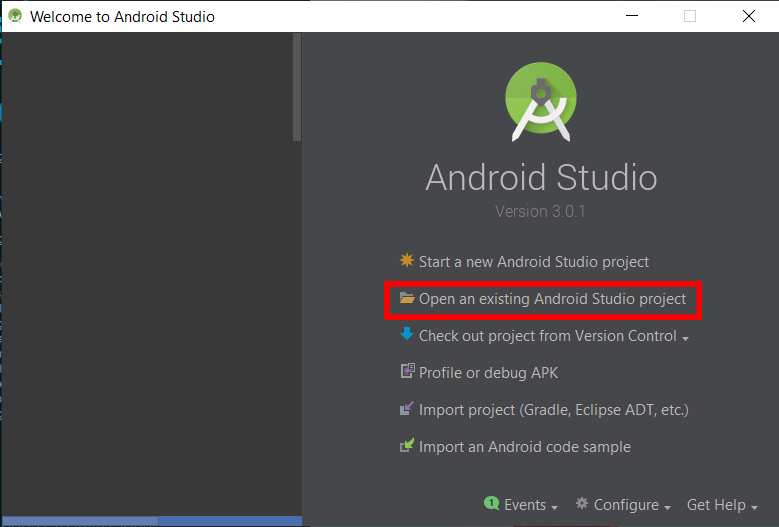 Welcome to Android Studio
Android Studio
Version 3.0.1
Start a new Android Studio project
Open an existing Android Studio project
Check out project from Version Control
Profile or debug APK
Import project (Gradle, Eclipse ADT, etc.)
Import an Android code sample
1 Events Configure Get Help